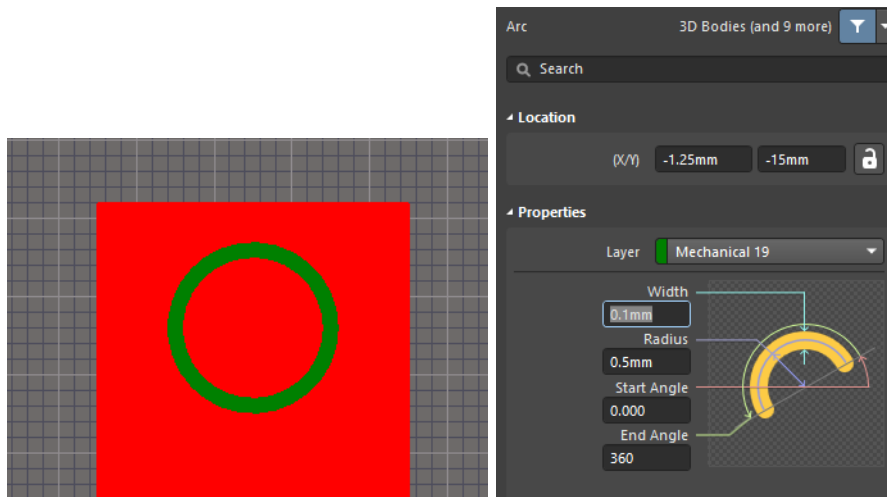 Arc 3D Bodies (and 9 more)
Search
Location
(X/Y) -1.25mm -15mm
Properties
Layer Mechanical 19
Width
0.1mm
Radius
0.5mm
Start Angle
0.000
End Angle
360